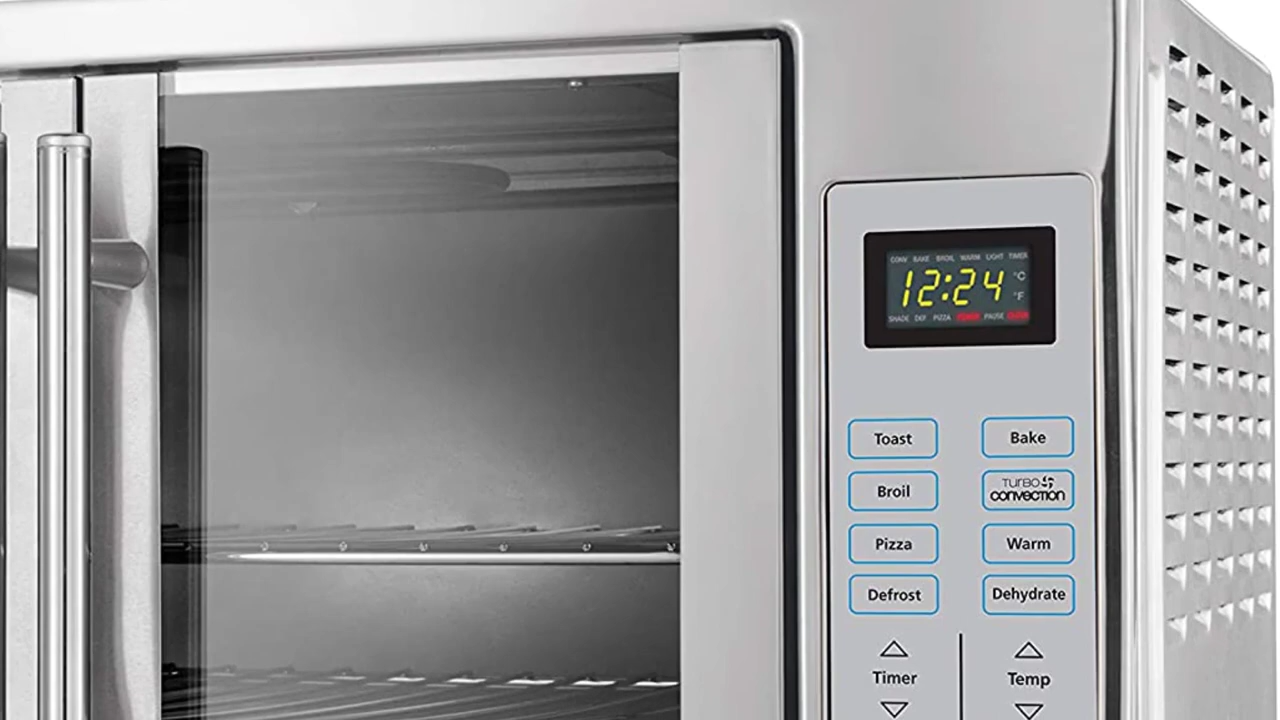 CONV BAKE BROIL WARM LIGHT TIMER
12:24
°C
°F
SHADE DEF PIZZA POWER PAUSE
Toast Bake
Broil TURBO CONVECTION
Pizza Warm
Defrost Dehydrate
Timer Temp